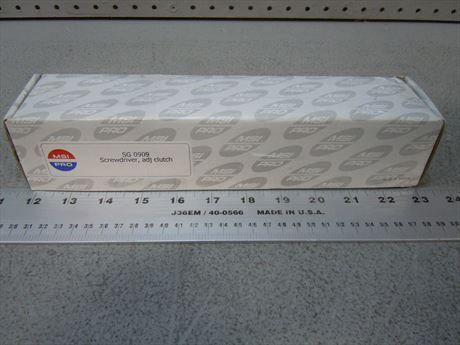 MSI
PRO
SG 0909
Screwdriver, adj clutch
11 12 13 14 15 16 17 18 19 20 21 22 23 24
J36EM / 40-0566 MADE IN U.S.A.